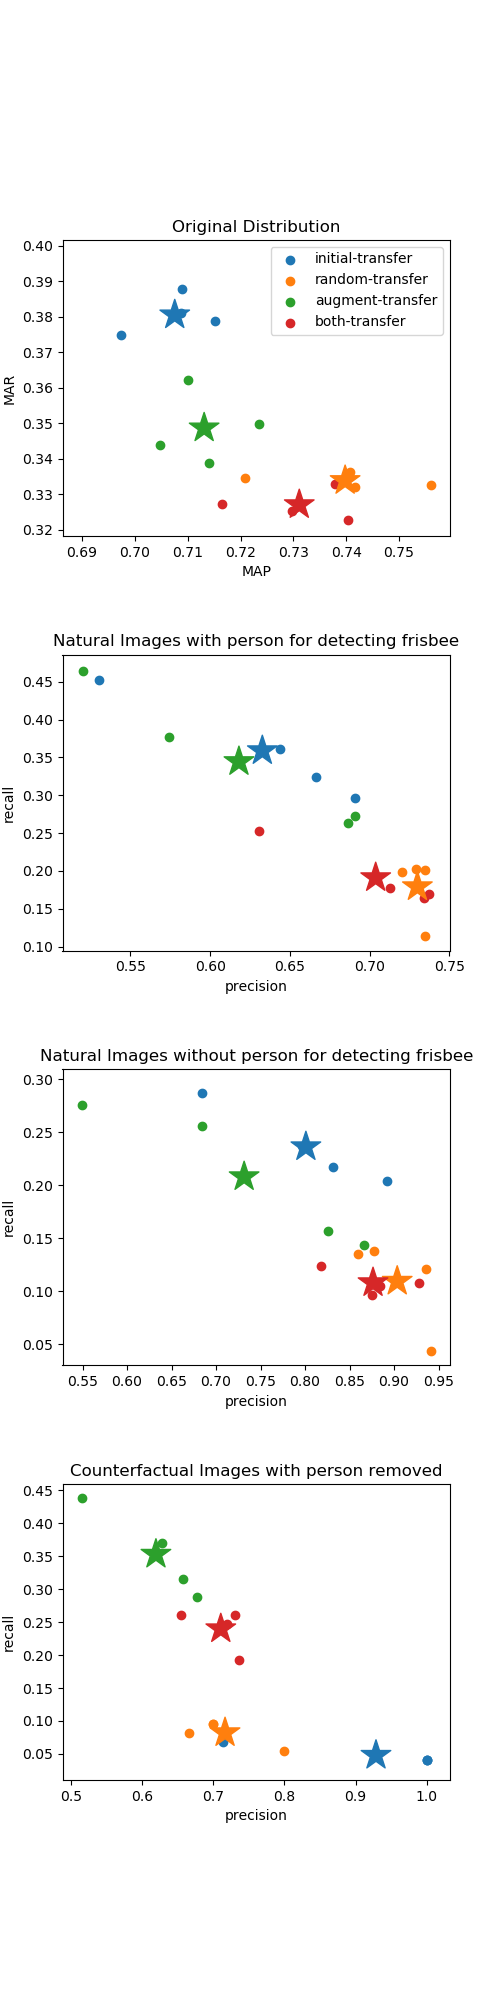 Original Distribution
0.40
0.39
0.38
0.37
0.36
0.35
0.34
0.33
0.32
MAR
initial-transfer
random-transfer
augment-transfer
both-transfer
0.69 0.70 0.71 0.72 0.73 0.74 0.75
MAP
Natural Images with person for detecting frisbee
0.45
0.40
0.35
0.30
0.25
0.20
0.15
0.10
recall
0.55 0.60 0.65 0.70 0.75
precision
Natural Images without person for detecting frisbee
0.30
0.25
0.20
0.15
0.10
0.05
recall
0.55 0.60 0.65 0.70 0.75 0.80 0.85 0.90 0.95
precision
Counterfactual Images with person removed
0.45
0.40
0.35
0.30
0.25
0.20
0.15
0.10
0.05
recall
0.5 0.6 0.7 0.8 0.9 1.0
precision